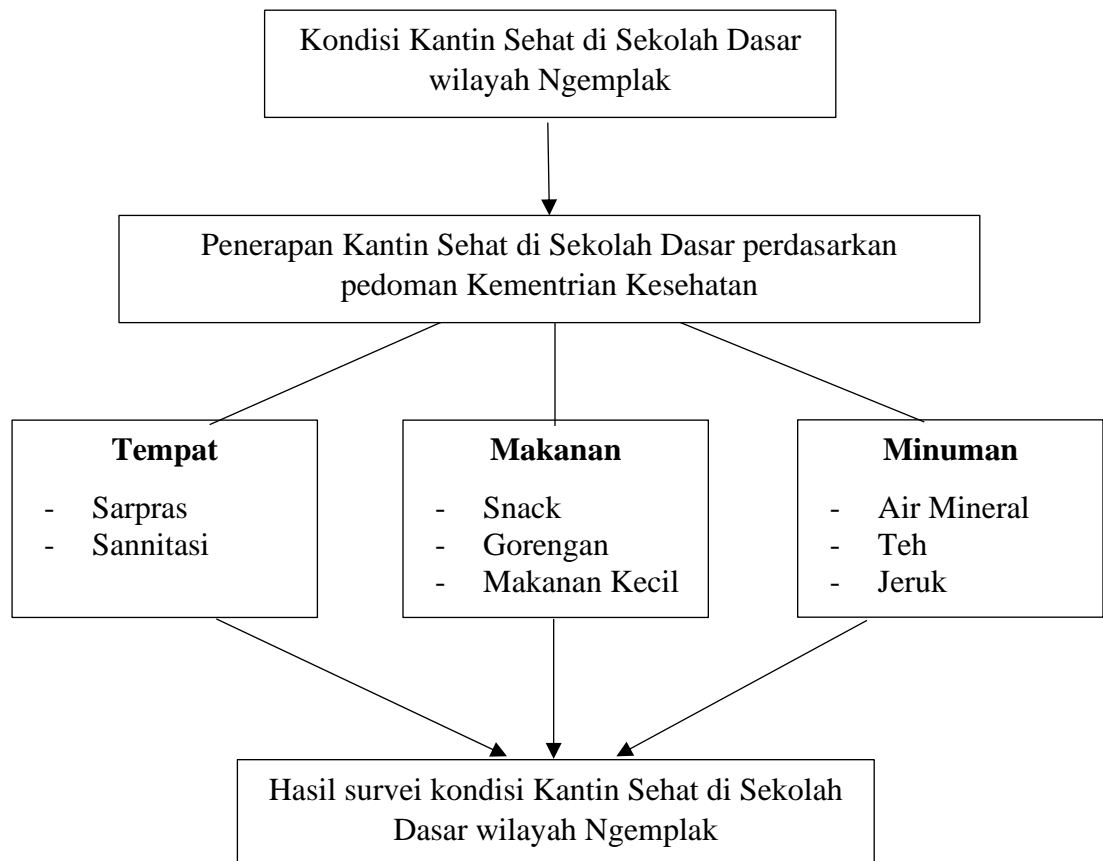 Kondisi Kantin Sehat di Sekolah Dasar
wilayah Ngemplak
Penerapan Kantin Sehat di Sekolah Dasar perdasarkan
pedoman Kementrian Kesehatan
Tempat
- Sarpras
- Sannitasi
Makanan
- Snack
- Gorengan
- Makanan Kecil
Minuman
- Air Mineral
- Teh
- Jeruk
Hasil survei kondisi Kantin Sehat di Sekolah
Dasar wilayah Ngemplak